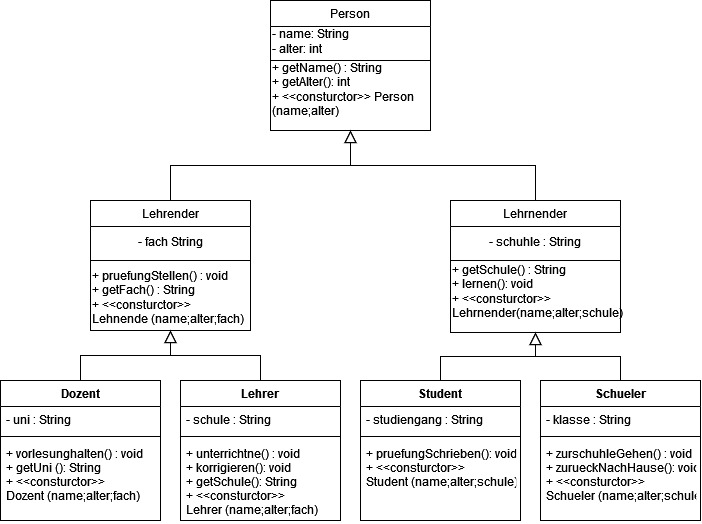 Person
- name: String
- alter: int
+ getName() : String
+ getAlter(): int
+ <<consturctor>> Person
(name;alter)
Lehrender
- fach String
+ pruefungStellen() : void
+ getFach() : String
+ <<consturctor>>
Lehnende (name;alter;fach)
Lehrnender
- schuhle : String
+ getSchule() : String
+ lernen(): void
+ <<consturctor>>
Lehrnender(name;alter;schule)
Dozent
- uni : String
+ vorlesunghalten() : void
+ getUni (): String
+ <<consturctor>>
Dozent (name;alter;fach)
Lehrer
- schule : String
+ unterrichtne() : void
+ korrigieren(): void
+ getSchule(): String
+ <<consturctor>>
Lehrer (name;alter;fach)
Student
- studiengang : String
+ pruefungSchrieben(): void
+ <<consturctor>>
Student (name;alter;schule)
Schueler
- klasse : String
+ zurschuhleGehen() : void
+ zurueckNachHause(): void
+ <<consturctor>>
Schueler (name;alter;schule